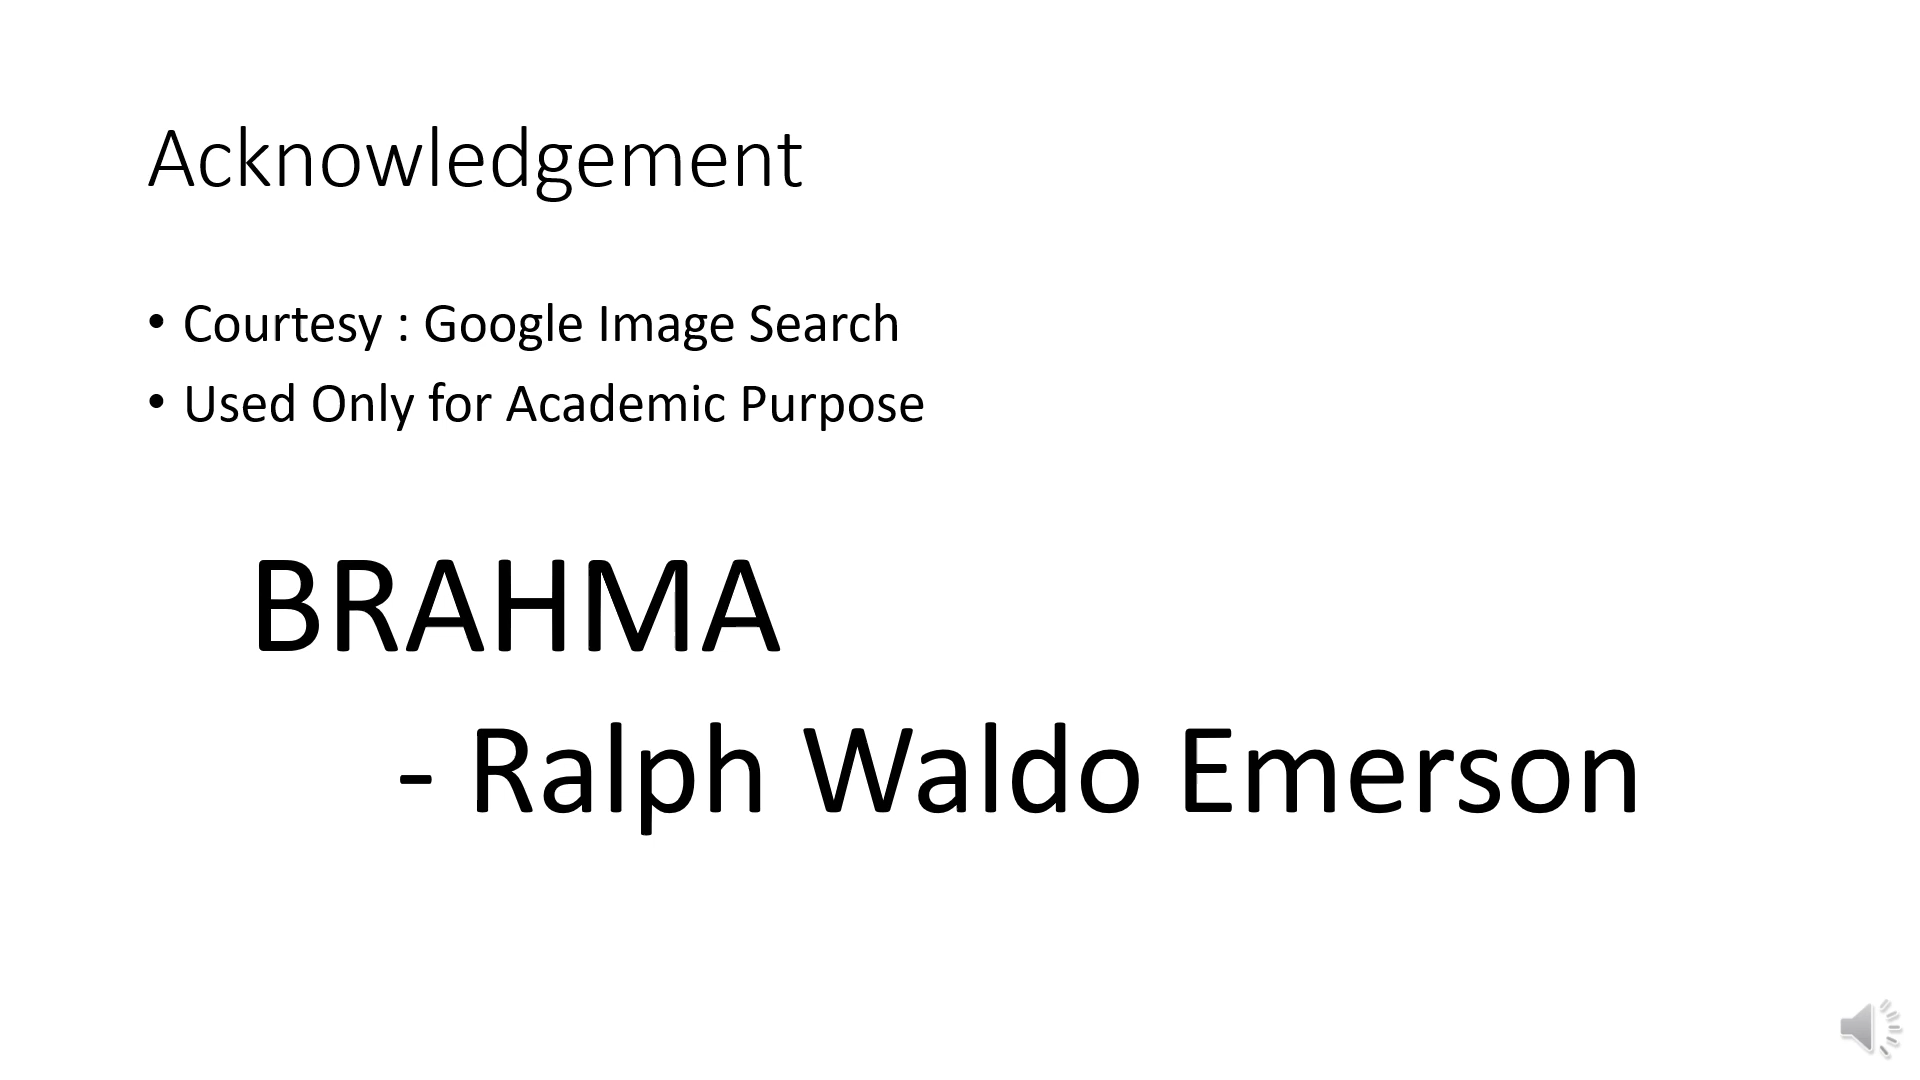 Acknowledgement
• Courtesy : Google Image Search
• Used Only for Academic Purpose
BRAHMA
- Ralph Waldo Emerson